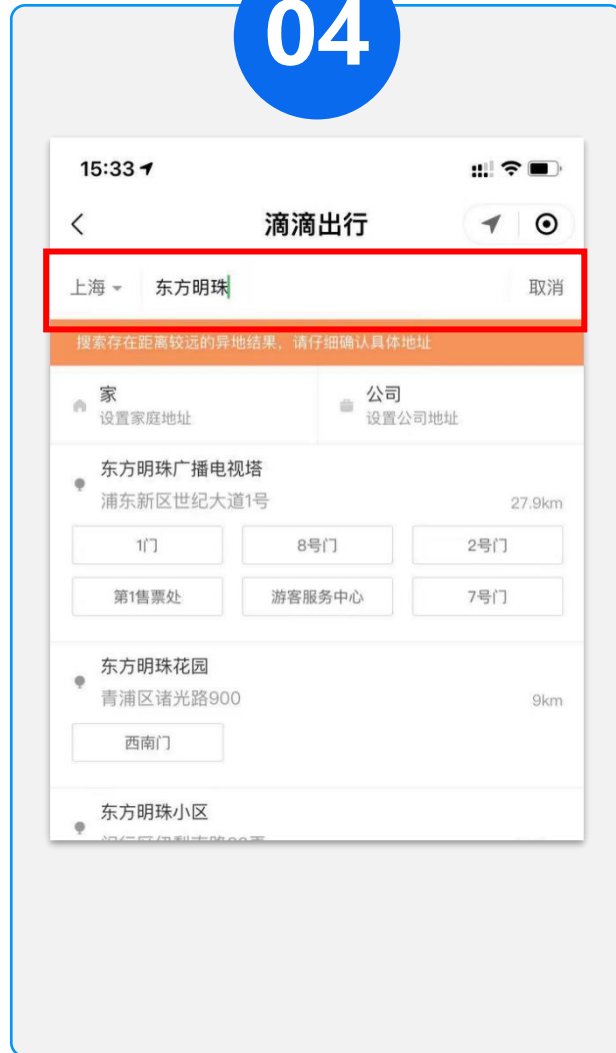 04
15:33
滴滴出行
上海 东方明珠 取消
搜索存在距离较远的异地结果，请仔细确认具体地址
家 公司
设置家庭地址 设置公司地址
东方明珠广播电视塔
浦东新区世纪大道1号 27.9km
1门 8号门 2号门
第1售票处 游客服务中心 7号门
东方明珠花园
青浦区诸光路900 9km
西南门
东方明珠小区